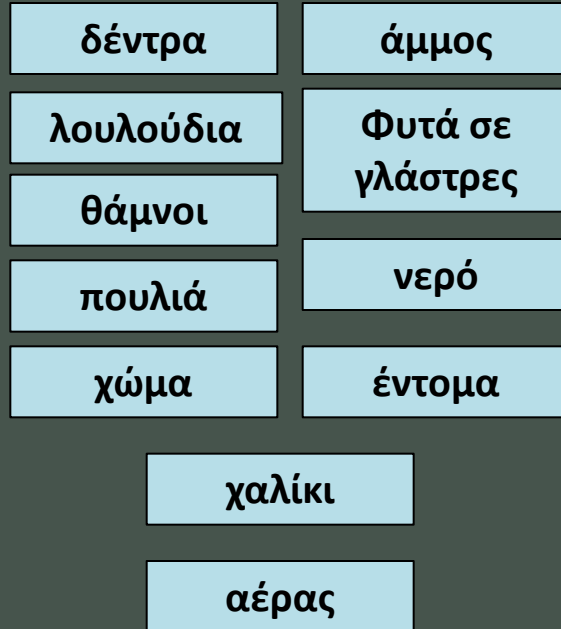 δέντρα
άμμος
λουλούδια
Φυτά σε
γλάστρες
θάμνοι
νερό
πουλιά
χώμα
έντομα
χαλίκι
αέρας